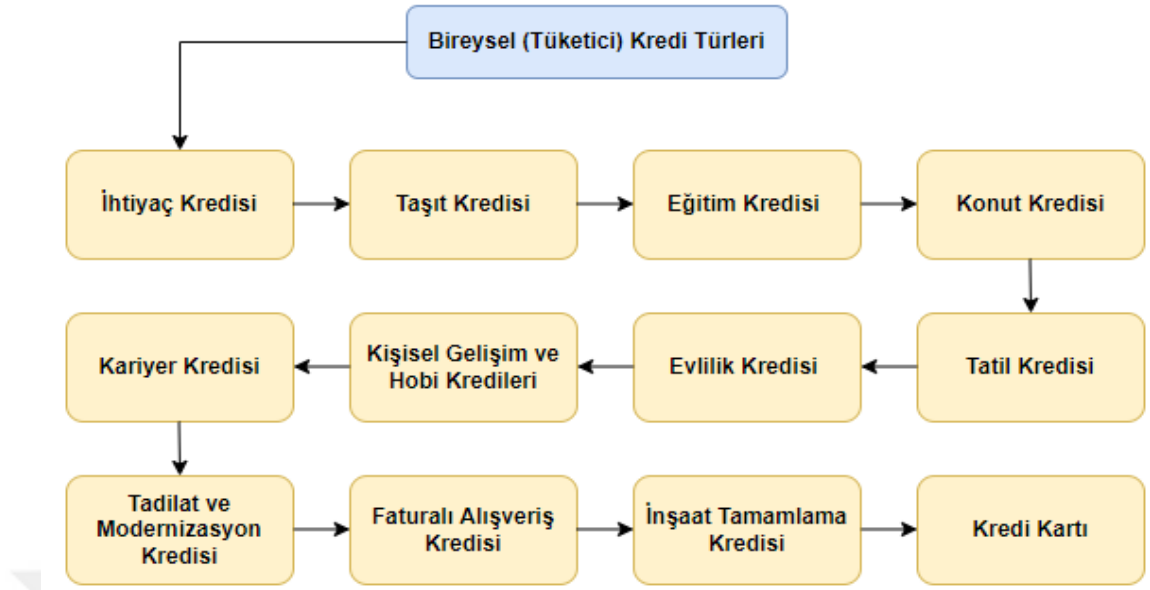 Bireysel (Tüketici) Kredi Türleri
İhtiyaç Kredisi
Taşıt Kredisi
Eğitim Kredisi
Konut Kredisi
Tatil Kredisi
Evlilik Kredisi
Kişisel Gelişim ve
Hobi Kredileri
Kariyer Kredisi
Tadilat ve
Modernizasyon
Kredisi
Faturalı Alışveriş
Kredisi
İnşaat Tamamlama
Kredisi
Kredi Kartı